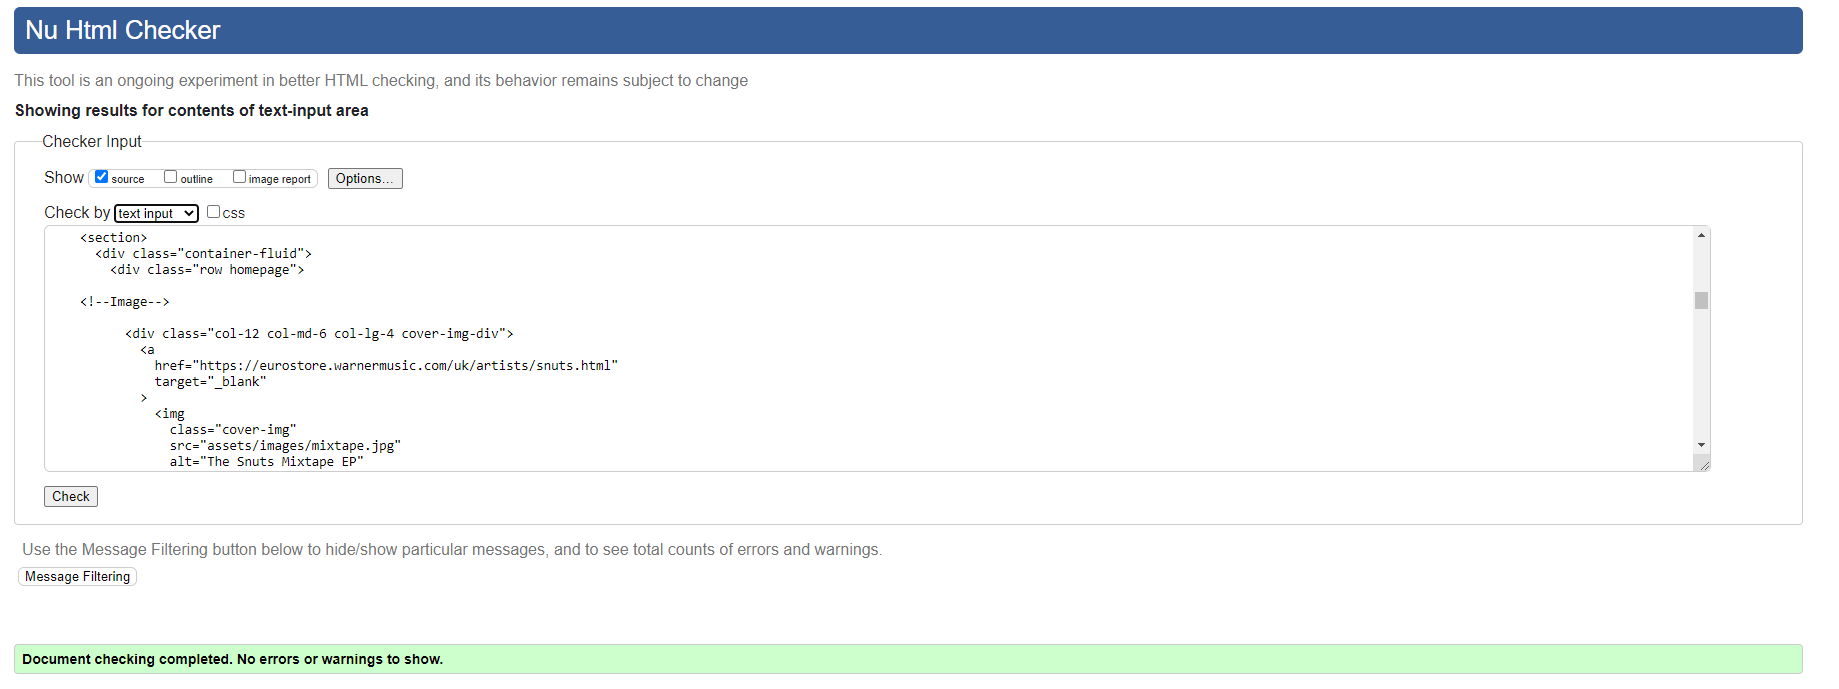 Nu Html Checker
This tool is an ongoing experiment in better HTML checking, and its behavior remains subject to change
Showing results for contents of text-input area
Checker Input
Show source outline image report Options...
Check by text input css
<section>
<div class="container-fluid">
<div class="row homepage">
<!--Image-->
<div class="col-12 col-md-6 col-lg-4 cover-img-div">
<a
href="https://eurostore.warnermusic.com/uk/artists/snuts.html"
target="_blank"
>
<img
class="cover-img"
src="assets/images/mixtape.jpg"
alt="The Snuts Mixtape EP"
Check
Use the Message Filtering button below to hide/show particular messages, and to see total counts of errors and warnings.
Message Filtering
Document checking completed. No errors or warnings to show.